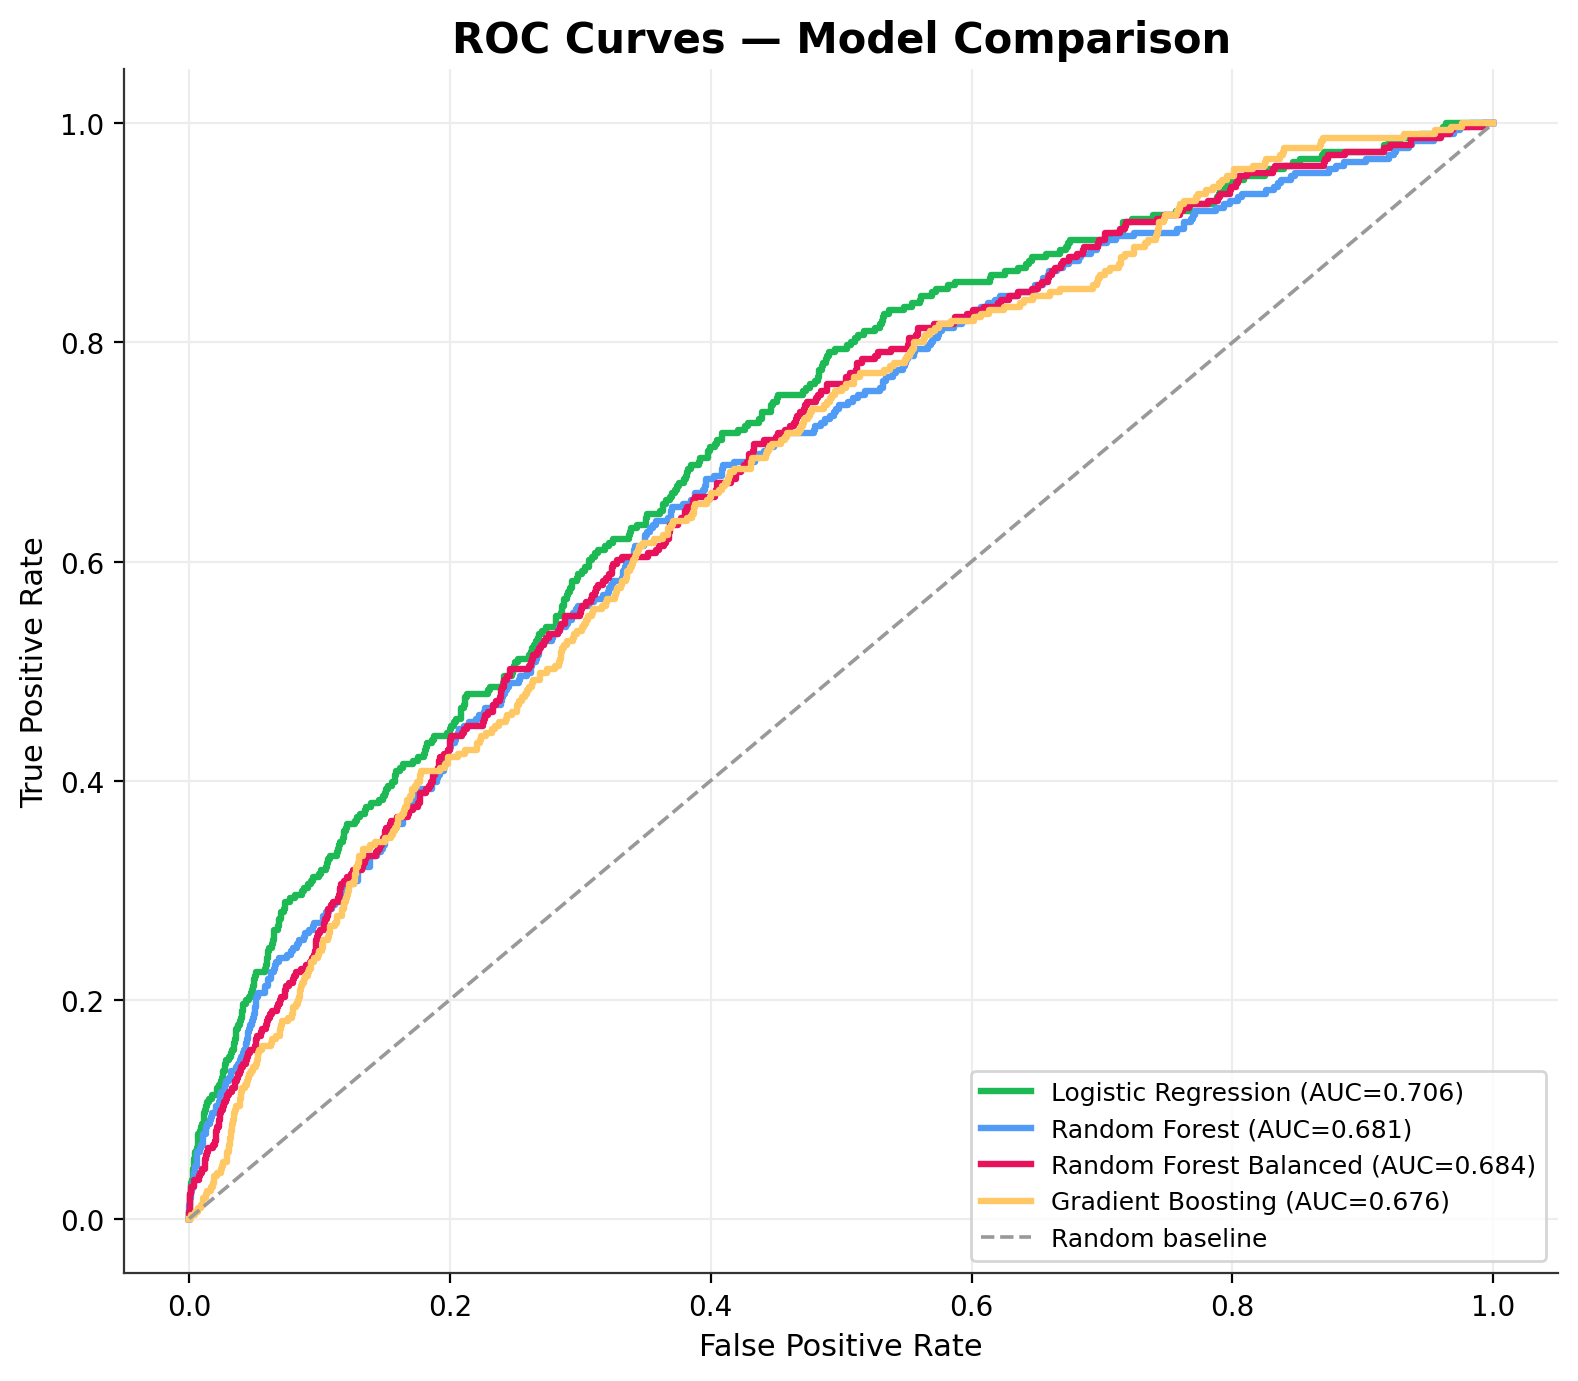 ROC Curves — Model Comparison
1.0
0.8
0.6
0.4
0.2
0.0
True Positive Rate
0.0 0.2 0.4 0.6 0.8 1.0
False Positive Rate
Logistic Regression (AUC=0.706)
Random Forest (AUC=0.681)
Random Forest Balanced (AUC=0.684)
Gradient Boosting (AUC=0.676)
Random baseline